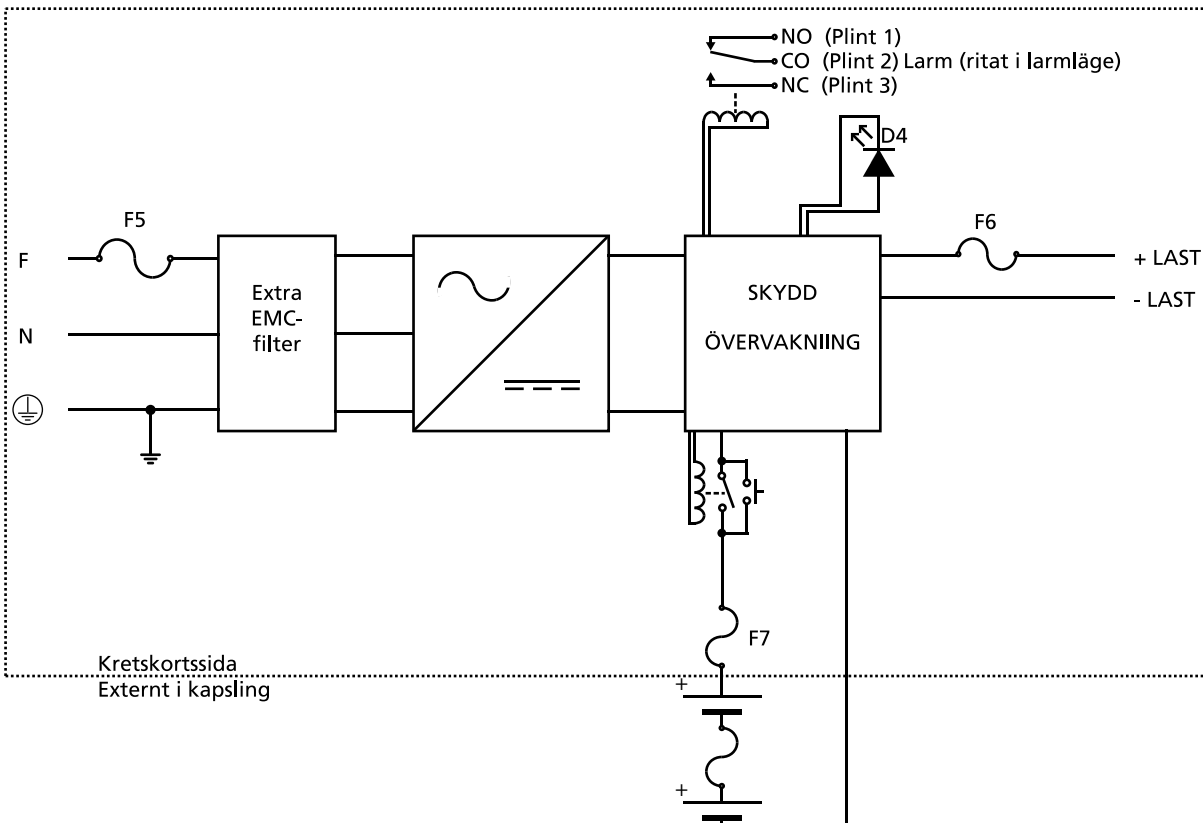 NO (Plint 1)
CO (Plint 2) Larm (ritat i larmläge)
NC (Plint 3)
D4
F5
F6
F
+ LAST
Extra
EMC-
filter
SKYDD
- LAST
N
ÖVERVAKNIING
F7
Kretskortssida
Externt i kapsling
+
+